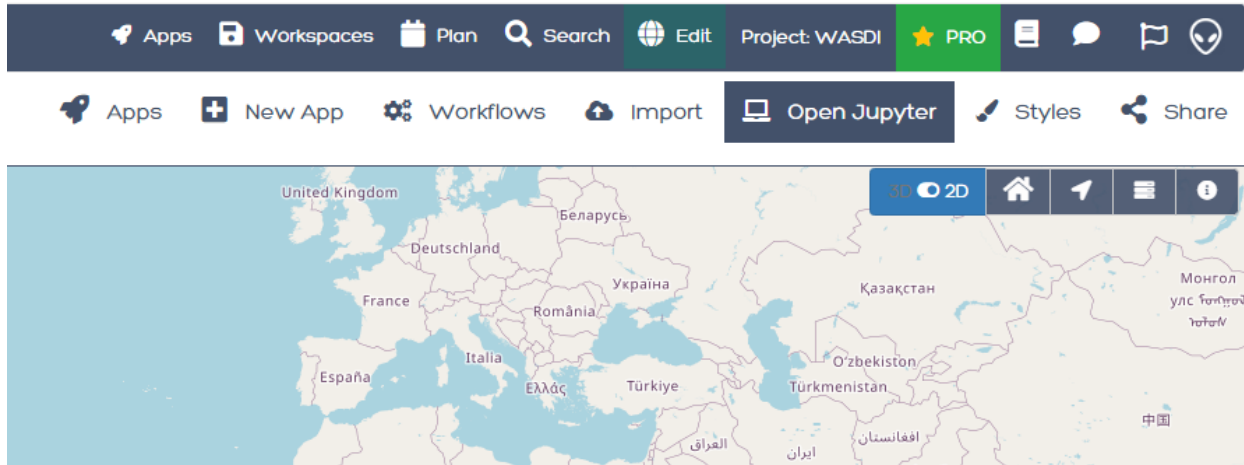 Apps Workspaces Plan Search Edit Project: WASDI PRO
Apps New App Workflows Import Open Jupyter Styles Share
3D 2D
United Kingdom
Беларусь
Deutschland
Україна
Монгол
France
Қазақстан
улс
România
Italia
O'zbekiston
España
Ελλάς
Türkiye
Türkmenistan
中国
افغانستان
العراق
ایران